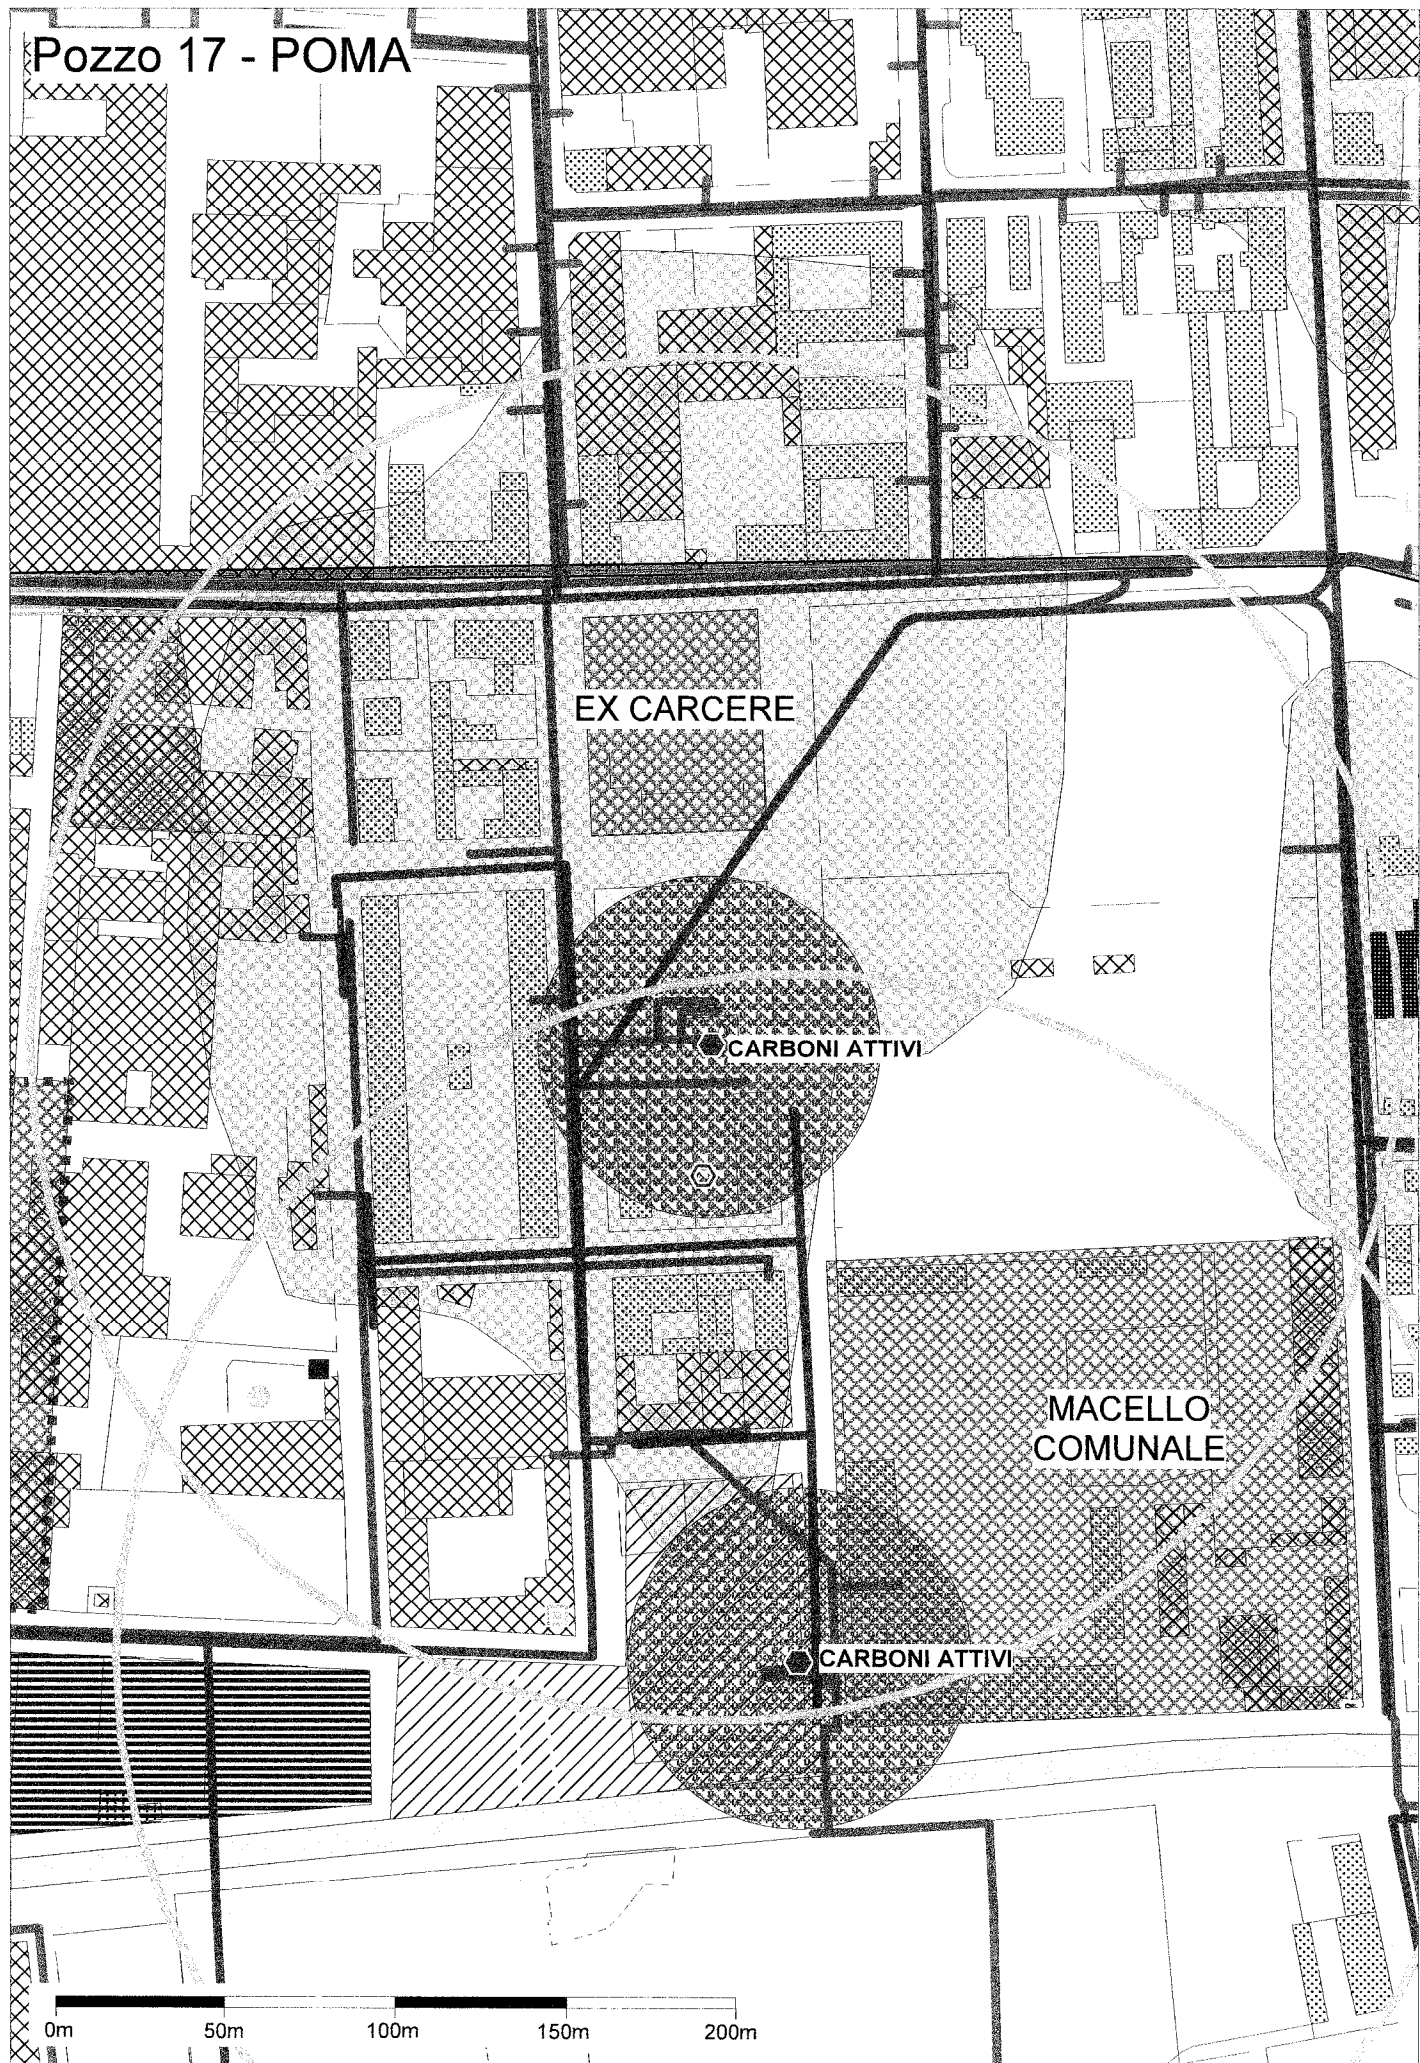 Pozzo 17 - POMA
EX CARCERE
CARBONI ATTIVI
MACELLO
COMUNALE
CARBONI ATTIVI
0m 50m 100m 150m 200m